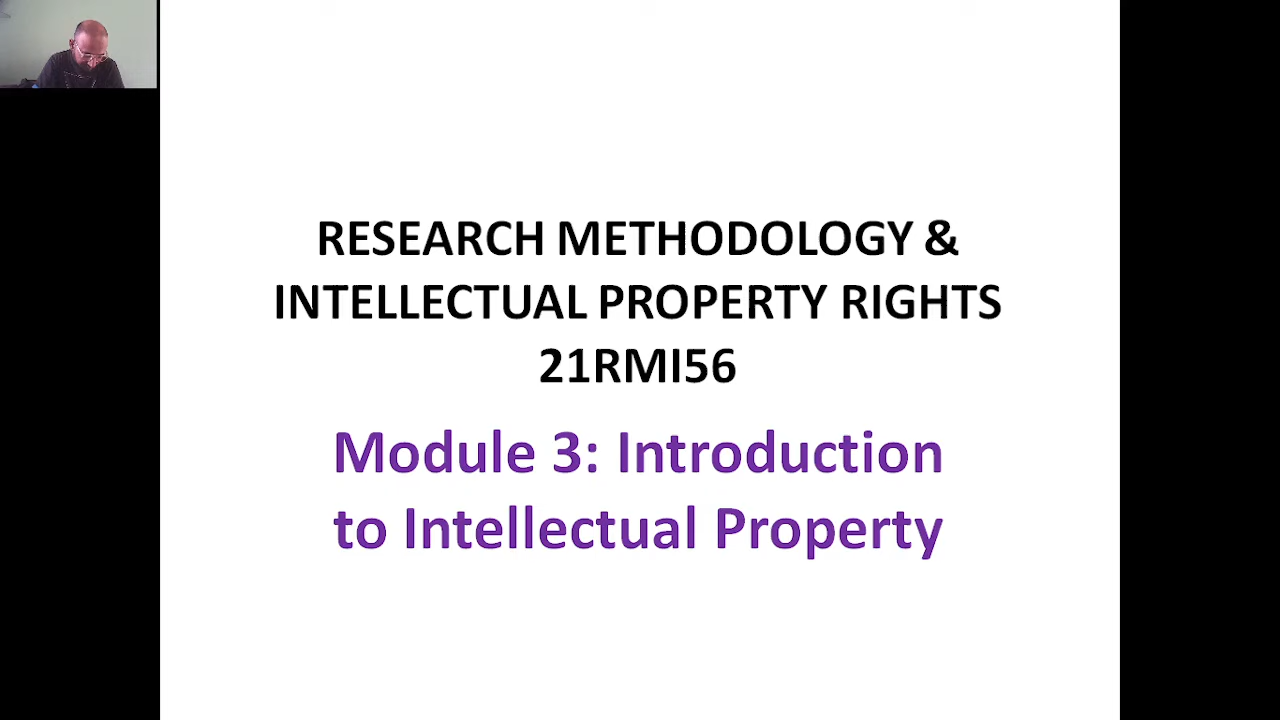 RESEARCH METHODOLOGY &
INTELLECTUAL PROPERTY RIGHTS
21RMI56
Module 3: Introduction
to Intellectual Property